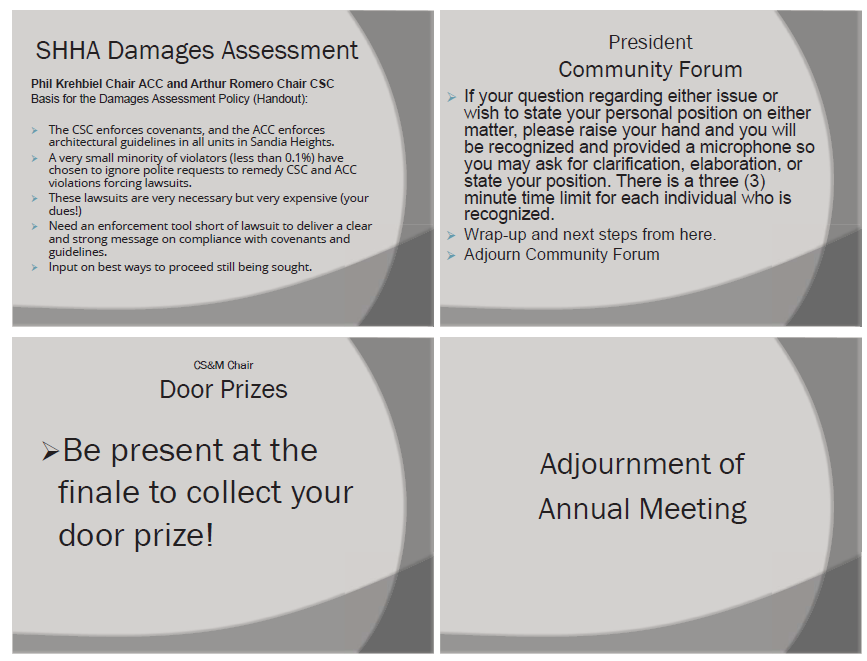 SHHA Damages Assessment
Phil Krehbiel Chair ACC and Arthur Romero Chair CSC
Basis for the Damages Assessment Policy (Handout):
The CSC enforces covenants, and the ACC enforces
architectural guidelines in all units in Sandia Heights.
A very small minority of violators (less than 0.1%) have
chosen to ignore polite requests to remedy CSC and ACC
violations forcing lawsuits.
These lawsuits are very necessary but very expensive (your
dues!)
Need an enforcement tool short of lawsuit to deliver a clear
and strong message on compliance with covenants and
guidelines.
Input on best ways to proceed still being sought.
President
Community Forum
If your question regarding either issue or
wish to state your personal position on either
matter, please raise your hand and you will
be recognized and provided a microphone so
you may ask for clarification, elaboration, or
state your position. There is a three (3)
minute time limit for each individual who is
recognized.
Wrap-up and next steps from here.
Adjourn Community Forum
CS&M Chair
Door Prizes
Be present at the
finale to collect your
door prize!
Adjournment of
Annual Meeting